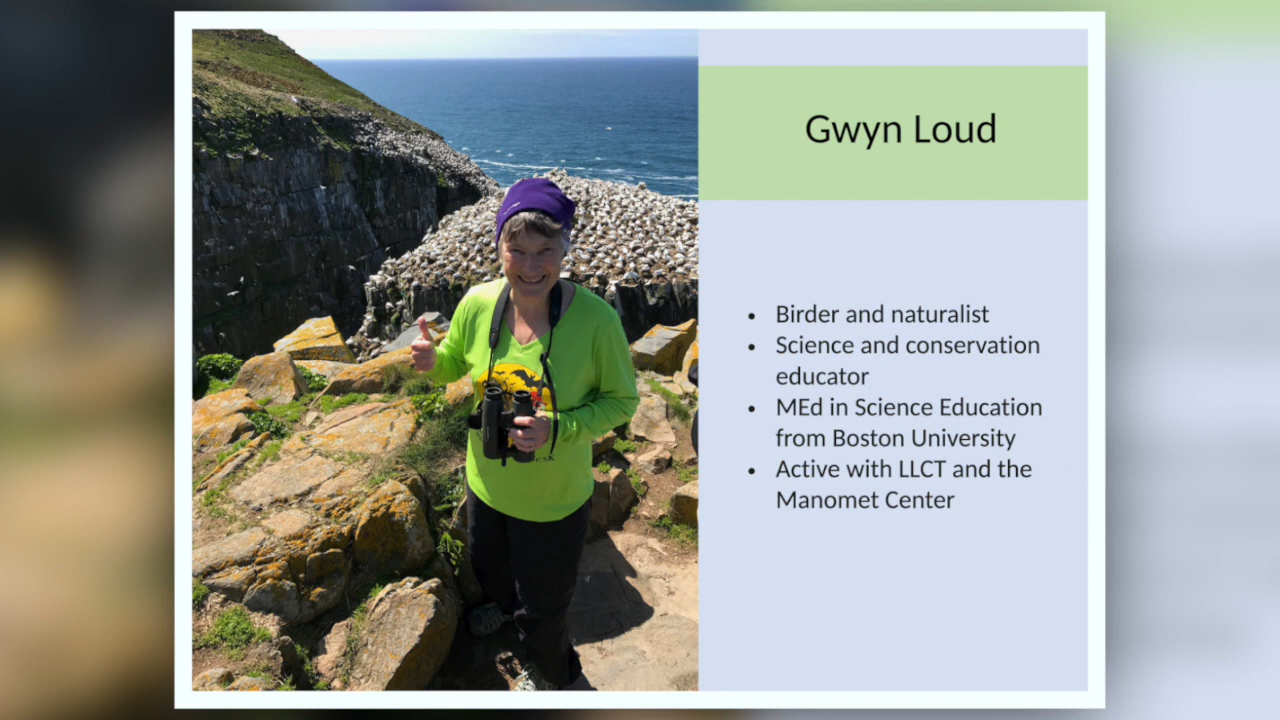 Gwyn Loud
• Birder and naturalist
• Science and conservation
educator
• MEd in Science Education
from Boston University
• Active with LLCT and the
Manomet Center